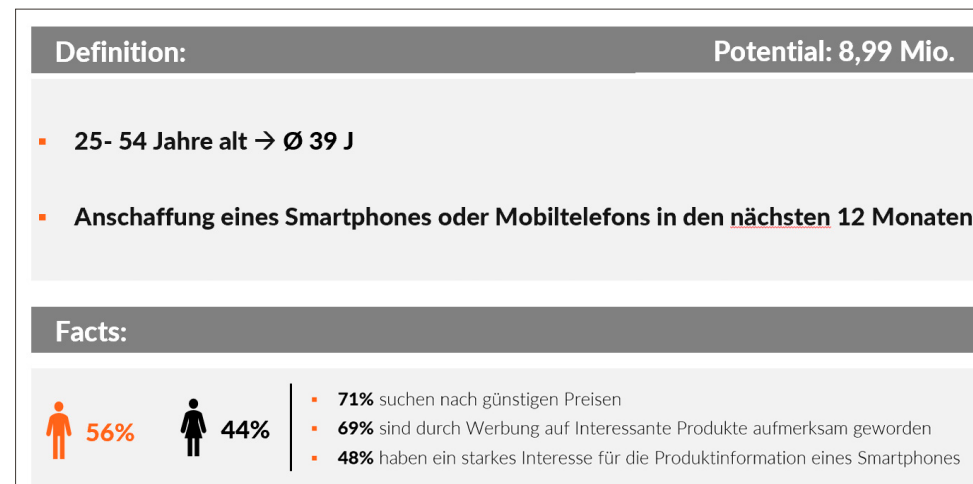 Definition: Potential: 8,99 Mio.
25- 54 Jahre alt → Ø 39 J
Anschaffung eines Smartphones oder Mobiltelefons in den nächsten 12 Monaten
Facts:
56% 44%
71% suchen nach günstigen Preisen
69% sind durch Werbung auf Interessante Produkte aufmerksam geworden
48% haben ein starkes Interesse für die Produktinformation eines Smartphones